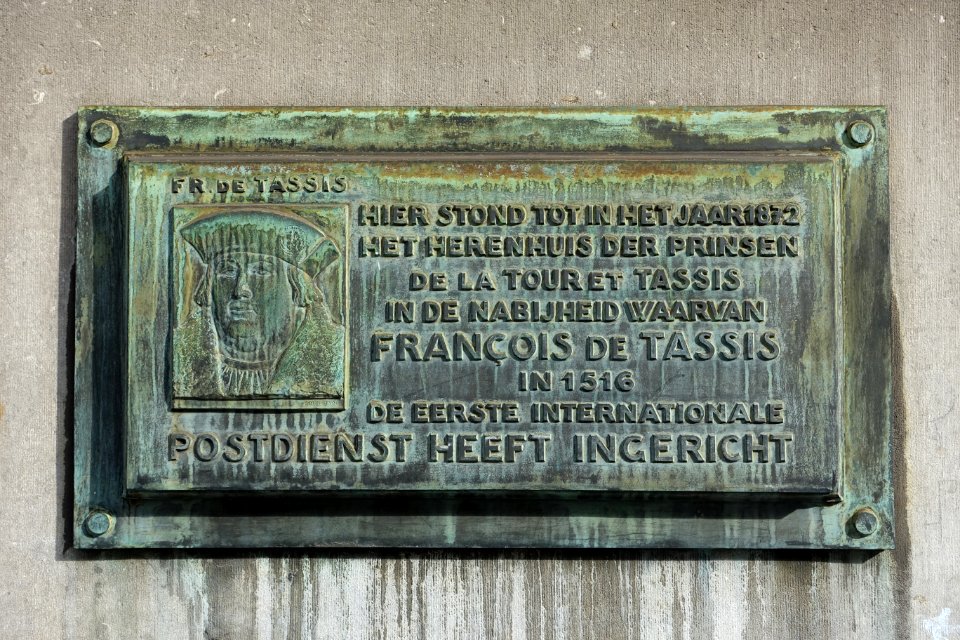 FR. DE TASSIS
HIER STOND TOT IN HET JAAR 1872
HET HERENHUIS DER PRINSEN
DE LA TOUR ET TASSIS
IN DE NABIJHEID WAARVAN
FRANÇOIS DE TASSIS
IN 1516
DE EERSTE INTERNATIONALE
POSTDIENST HEEFT INGERICHT